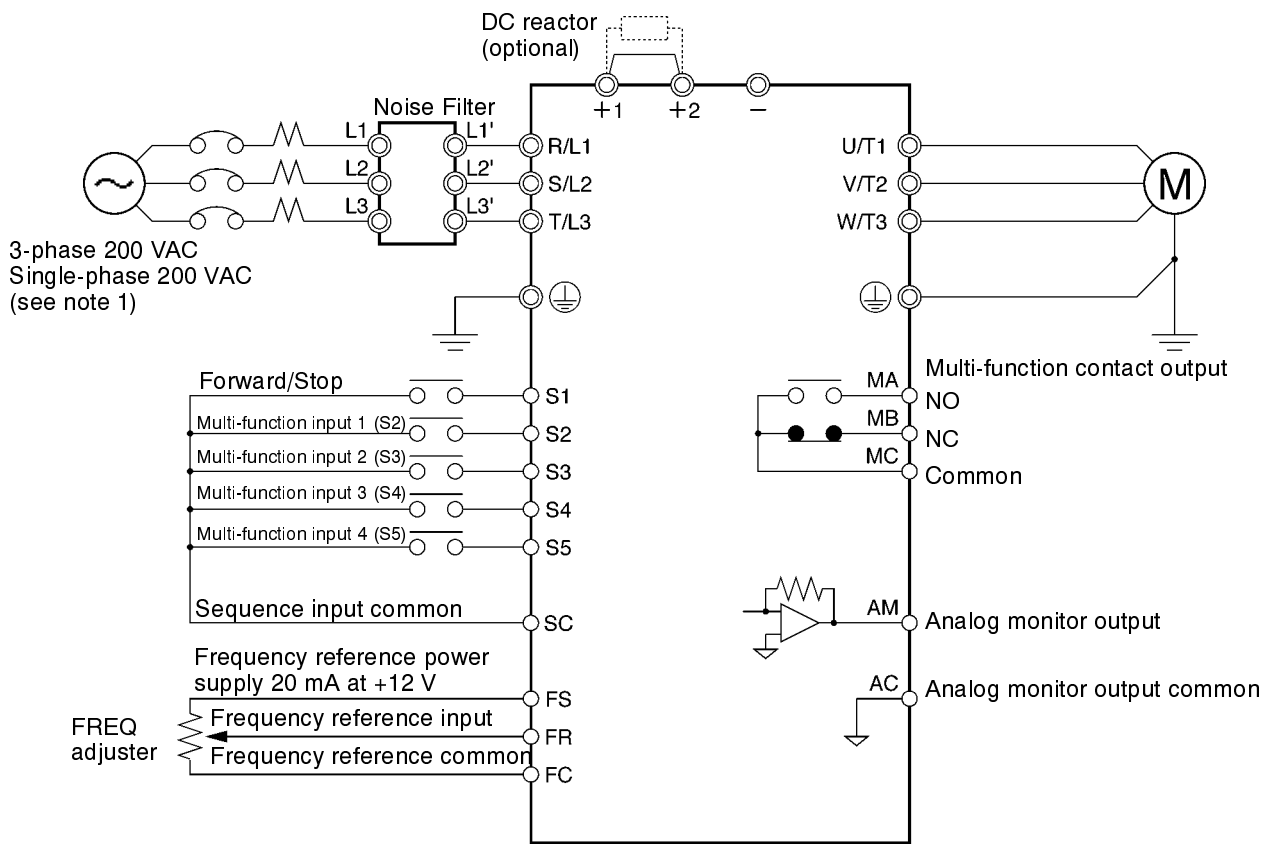 DC reactor
(optional)
+1
+2
−
Noise Filter
L1
L1'
R/L1
L2
L2'
S/L2
L3
L3'
T/L3
U/T1
V/T2
W/T3
M
3-phase 200 VAC
Single-phase 200 VAC
(see note 1)
Forward/Stop
S1
Multi-function input 1 (S2)
S2
Multi-function input 2 (S3)
S3
Multi-function input 3 (S4)
S4
Multi-function input 4 (S5)
S5
Sequence input common
SC
Frequency reference power
supply 20 mA at +12 V
FS
Frequency reference input
FR
Frequency reference common
FC
FREQ
adjuster
Multi-function contact output
MA
NO
MB
NC
MC
Common
AM
Analog monitor output
AC
Analog monitor output common